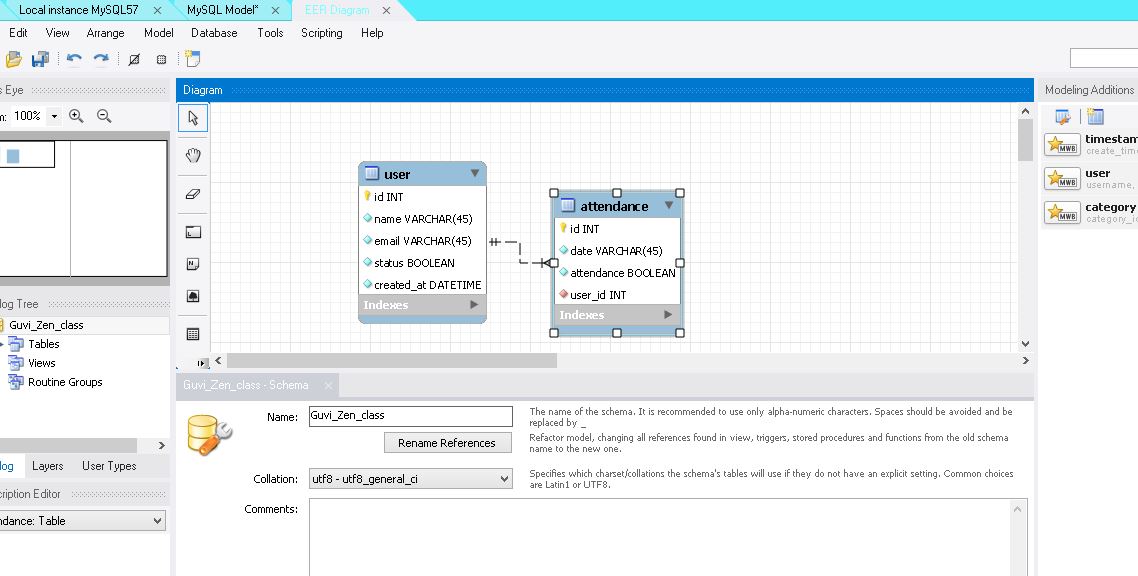 Local instance MySQL57
MySQL Model*
EER Diagram
Edit View Arrange Model Database Tools Scripting Help
Eye
100%
Diagram
Modeling Additions
user
id INT
name VARCHAR(45)
email VARCHAR(45)
status BOOLEAN
created_at DATETIME
Indexes
attendance
id INT
date VARCHAR(45)
attendance BOOLEAN
user_id INT
Indexes
MWB
create_
MWB
user
username,
MWB
category
Tree
Guvi_Zen_class
Tables
Views
Routine Groups
Layers User Types
Editor
Table
Guvi_Zen_class - Schema
Name:
Guvi_Zen_class
The name of the schema. It is recommended to use only alpha-numeric characters. Spaces should be avoided and be
replaced by _
Rename References
Refactor model, changing all references found in view, triggers, stored procedures and functions from the old schema
name to the new one.
Collation:
utf8 - utf8_general_ci
Specifies which charset/collations the schema's tables will use if they do not have an explicit setting. Common choices
are Latin1 or UTF8.
Comments: